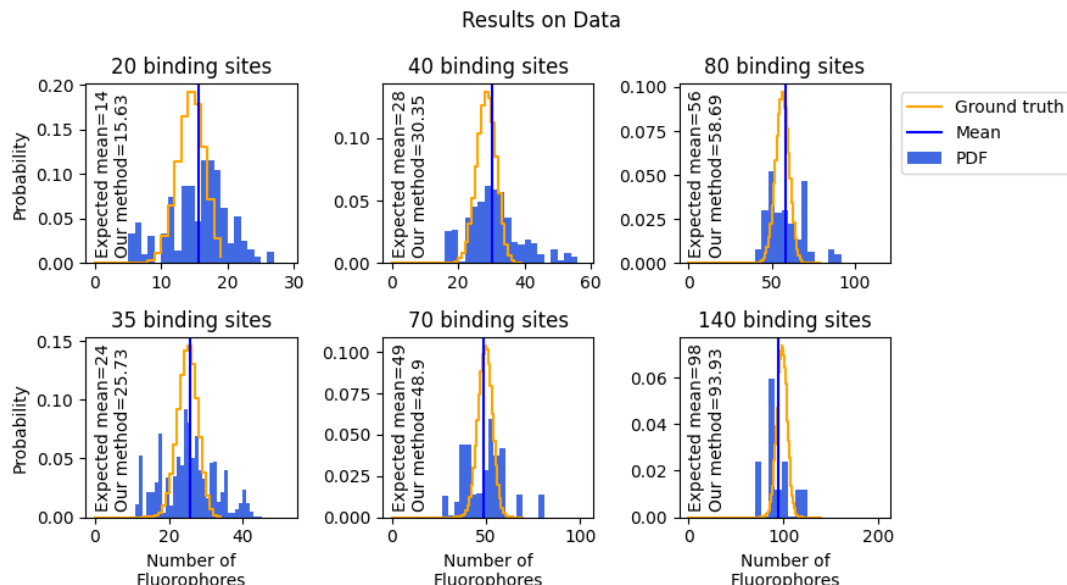 Results on Data
20 binding sites
40 binding sites
80 binding sites
Probability
0.20
0.15
0.10
0.05
0.00
Expected mean=14
Our method=15.63
0
10
20
30
0.10
0.05
0.00
Expected mean=28
Our method=30.35
0
20
40
60
0.100
0.075
0.050
0.025
0.000
Expected mean=56
Our method=58.69
0
50
100
Ground truth
Mean
PDF
35 binding sites
70 binding sites
140 binding sites
Probability
0.15
0.10
0.05
0.00
Expected mean=24
Our method=25.73
0
20
40
Number of
Fluorophores
0.100
0.075
0.050
0.025
0.000
Expected mean=49
Our method=48.9
0
50
100
Number of
Fluorophores
0.06
0.04
0.02
0.00
Expected mean=98
Our method=93.93
0
100
200
Number of
Fluorophores